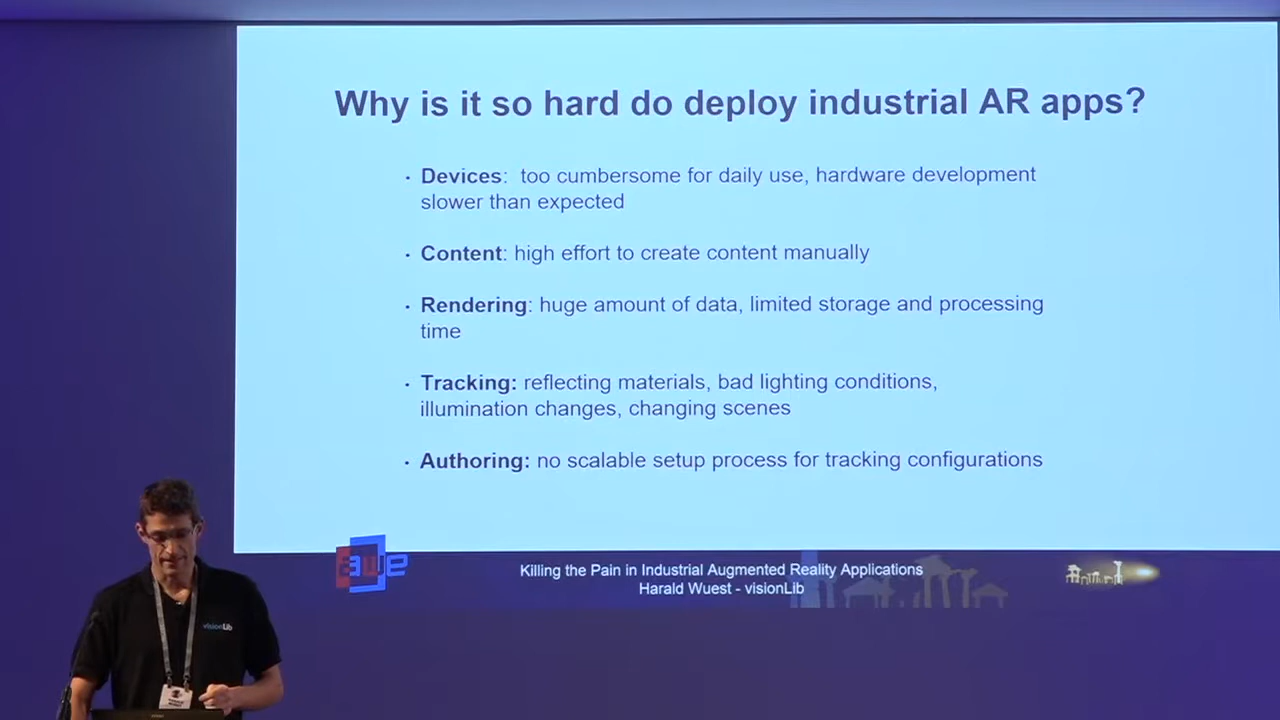 Why is it so hard do deploy industrial AR apps?
· Devices: too cumbersome for daily use, hardware development
slower than expected
· Content: high effort to create content manually
· Rendering: huge amount of data, limited storage and processing
time
· Tracking: reflecting materials, bad lighting conditions,
illumination changes, changing scenes
· Authoring: no scalable setup process for tracking configurations
awe
Killing the Pain in Industrial Augmented Reality Applications
Harald Wuest - visionLib
visionLib